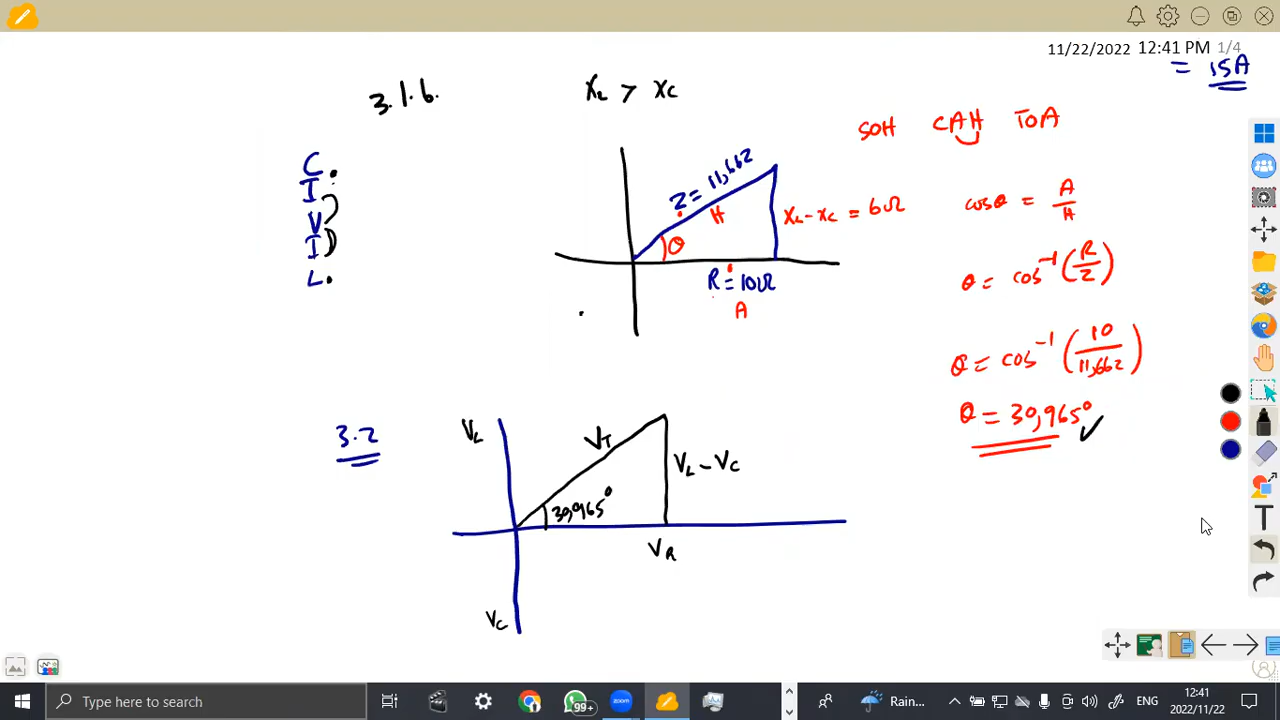 11/22/2022 12:41 PM 1/4
= 15A
3.1.6. XL > XC
SOH CAH TOA
C
I
V
I
L
Z = 11,662
H
XL - XC = 6Ω
θ
R = 10Ω
A
cosθ = A/H
θ = cos⁻¹(R/Z)
θ = cos⁻¹(10/11,662)
θ = 30,965°
3.2
VL
VT
VL - VC
30,965°
VR
VC
Type here to search
99+
Rain...
ENG
12:41
2022/11/22